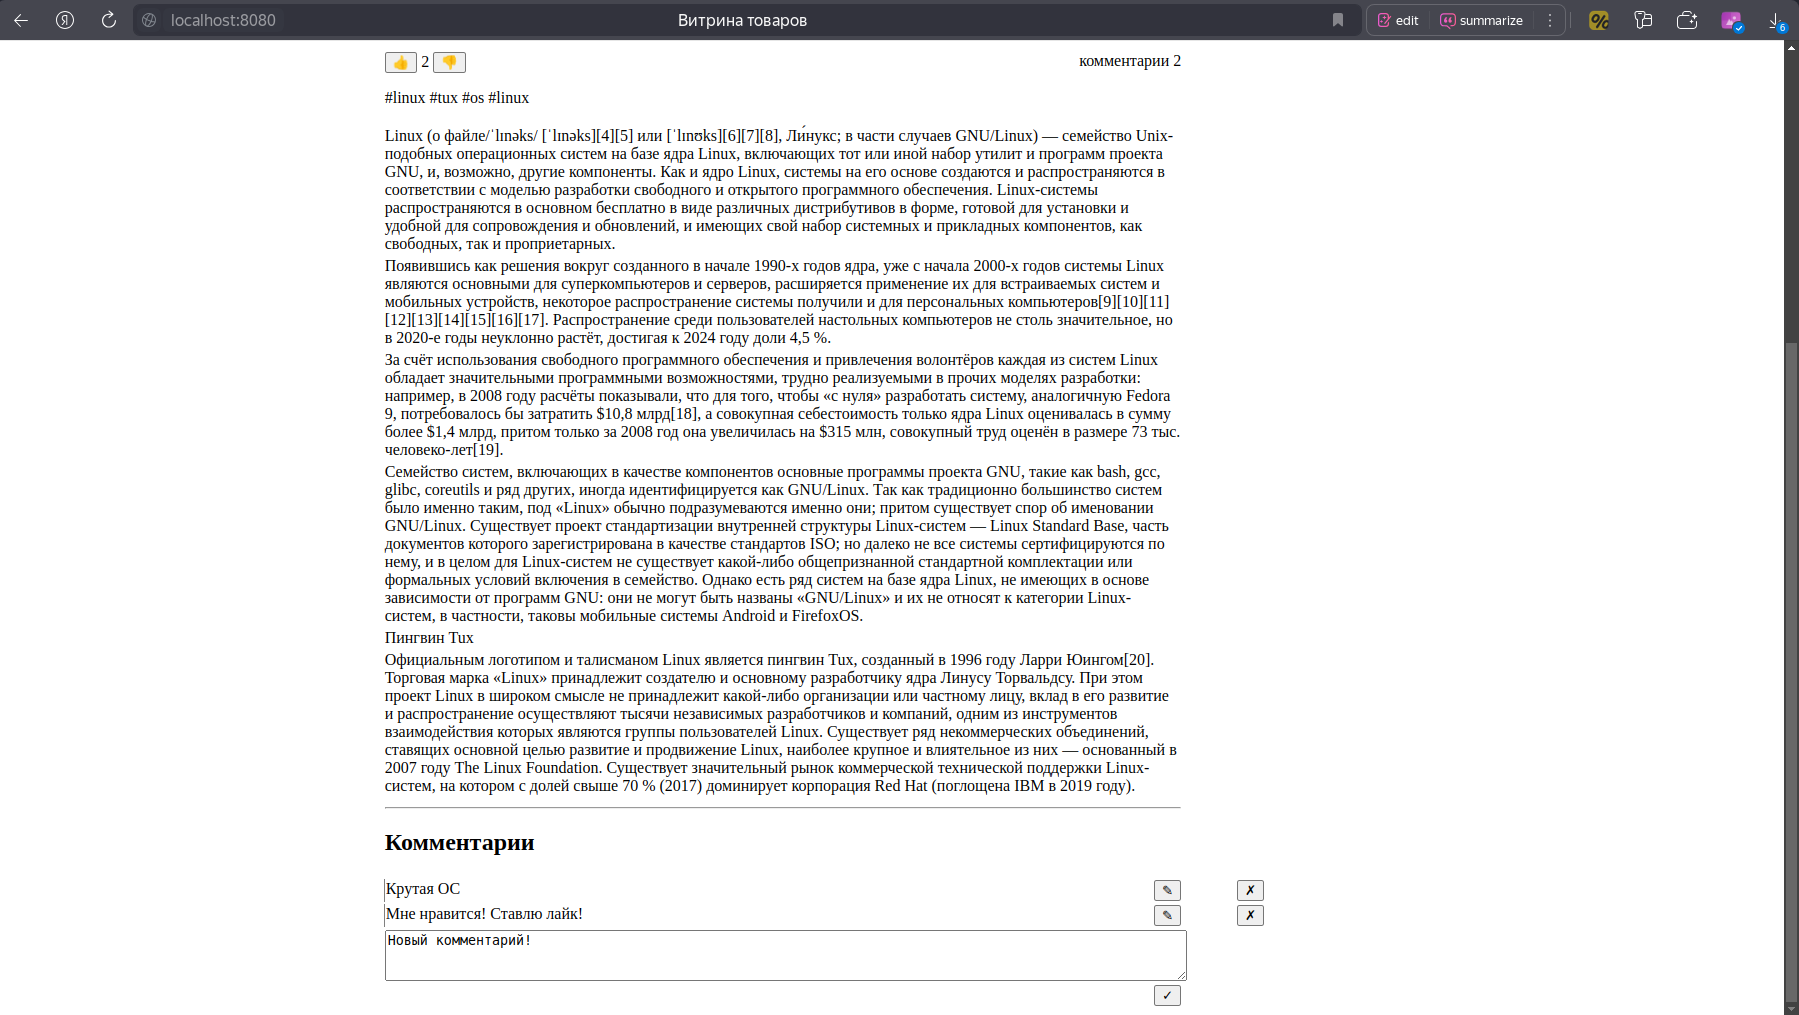 localhost:8080
Витрина товаров
edit
summarize
6
2
комментарии 2
#linux #tux #os #linux
Linux (о файле/ˈlɪnəks/ [ˈlɪnəks][4][5] или [ˈlɪnʊks][6][7][8], Ли́нукс; в части случаев GNU/Linux) — семейство Unix-
подобных операционных систем на базе ядра Linux, включающих тот или иной набор утилит и программ проекта
GNU, и, возможно, другие компоненты. Как и ядро Linux, системы на его основе создаются и распространяются в
соответствии с моделью разработки свободного и открытого программного обеспечения. Linux-системы
распространяются в основном бесплатно в виде различных дистрибутивов в форме, готовой для установки и
удобной для сопровождения и обновлений, и имеющих свой набор системных и прикладных компонентов, как
свободных, так и проприетарных.
Появившись как решения вокруг созданного в начале 1990-х годов ядра, уже с начала 2000-х годов системы Linux
являются основными для суперкомпьютеров и серверов, расширяется применение их для встраиваемых систем и
мобильных устройств, некоторое распространение системы получили и для персональных компьютеров[9][10][11]
[12][13][14][15][16][17]. Распространение среди пользователей настольных компьютеров не столь значительное, но
в 2020-е годы неуклонно растёт, достигая к 2024 году доли 4,5 %.
За счёт использования свободного программного обеспечения и привлечения волонтёров каждая из систем Linux
обладает значительными программными возможностями, трудно реализуемыми в прочих моделях разработки:
например, в 2008 году расчёты показывали, что для того, чтобы «с нуля» разработать систему, аналогичную Fedora
9, потребовалось бы затратить $10,8 млрд[18], а совокупная себестоимость только ядра Linux оценивалась в сумму
более $1,4 млрд, притом только за 2008 год она увеличилась на $315 млн, совокупный труд оценён в размере 73 тыс.
человеко-лет[19].
Семейство систем, включающих в качестве компонентов основные программы проекта GNU, такие как bash, gcc,
glibc, coreutils и ряд других, иногда идентифицируется как GNU/Linux. Так как традиционно большинство систем
было именно таким, под «Linux» обычно подразумеваются именно они; притом существует спор об именовании
GNU/Linux. Существует проект стандартизации внутренней структуры Linux-систем — Linux Standard Base, часть
документов которого зарегистрирована в качестве стандартов ISO; но далеко не все системы сертифицируются по
нему, и в целом для Linux-систем не существует какой-либо общепризнанной стандартной комплектации или
формальных условий включения в семейство. Однако есть ряд систем на базе ядра Linux, не имеющих в основе
зависимости от программ GNU: они не могут быть названы «GNU/Linux» и их не относят к категории Linux-
систем, в частности, таковы мобильные системы Android и FirefoxOS.
Пингвин Tux
Официальным логотипом и талисманом Linux является пингвин Tux, созданный в 1996 году Ларри Юингом[20].
Торговая марка «Linux» принадлежит создателю и основному разработчику ядра Линусу Торвальдсу. При этом
проект Linux в широком смысле не принадлежит какой-либо организации или частному лицу, вклад в его развитие
и распространение осуществляют тысячи независимых разработчиков и компаний, одним из инструментов
взаимодействия которых являются группы пользователей Linux. Существует ряд некоммерческих объединений,
ставящих основной целью развитие и продвижение Linux, наиболее крупное и влиятельное из них — основанный в
2007 году The Linux Foundation. Существует значительный рынок коммерческой технической поддержки Linux-
систем, на котором с долей свыше 70 % (2017) доминирует корпорация Red Hat (поглощена IBM в 2019 году).
Комментарии
Крутая ОС
Мне нравится! Ставлю лайк!
Новый комментарий!